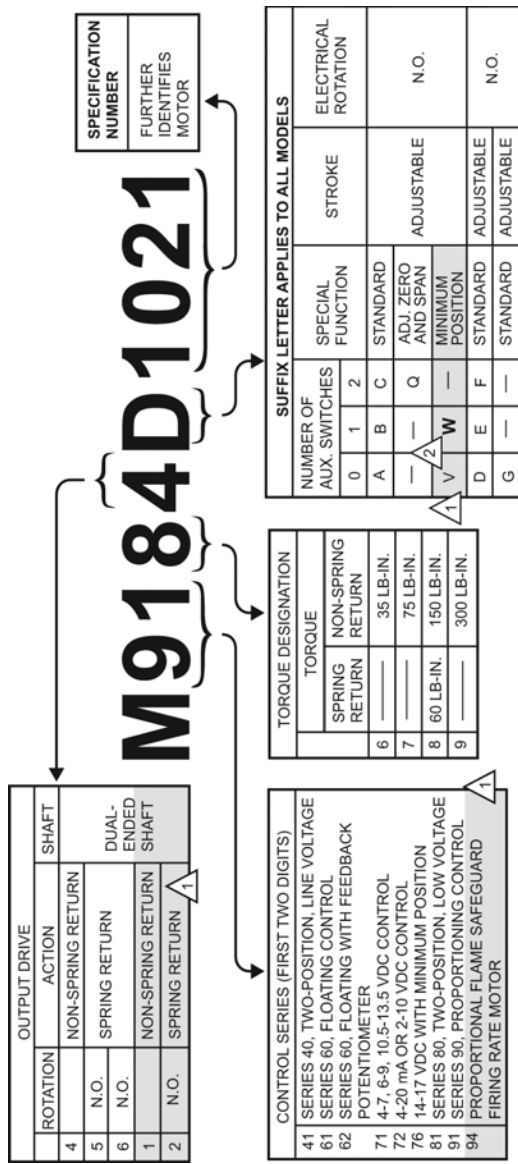 M9184D1021
SPECIFICATION
NUMBER
FURTHER
IDENTIFIES
MOTOR
OUTPUT DRIVE
ROTATION ACTION SHAFT
4 NON-SPRING RETURN
5 N.O. SPRING RETURN
6 N.O.
DUAL-
ENDED
SHAFT
1 NON-SPRING RETURN
2 N.O. SPRING RETURN
1
CONTROL SERIES (FIRST TWO DIGITS)
41 SERIES 40, TWO-POSITION, LINE VOLTAGE
61 SERIES 60, FLOATING CONTROL
62 SERIES 60, FLOATING WITH FEEDBACK
POTENTIOMETER
71 4-7, 6-9, 10.5-13.5 VDC CONTROL
72 4-20 mA OR 2-10 VDC CONTROL
76 14-17 VDC WITH MINIMUM POSITION
81 SERIES 80, TWO-POSITION, LOW VOLTAGE
91 SERIES 90, PROPORTIONING CONTROL
94 PROPORTIONAL FLAME SAFEGUARD
FIRING RATE MOTOR
1
TORQUE DESIGNATION
TORQUE
SPRING
RETURN
NON-SPRING
RETURN
6 —— 35 LB-IN.
7 —— 75 LB-IN.
8 60 LB-IN. 150 LB-IN.
9 —— 300 LB-IN.
SUFFIX LETTER APPLIES TO ALL MODELS
NUMBER OF
AUX. SWITCHES
SPECIAL
FUNCTION
STROKE
ELECTRICAL
ROTATION
0 1 2
A B C STANDARD
— — Q ADJ. ZERO
AND SPAN
ADJUSTABLE N.O.
V W — MINIMUM
POSITION
D E F STANDARD ADJUSTABLE
G — — STANDARD ADJUSTABLE
N.O.
1
2